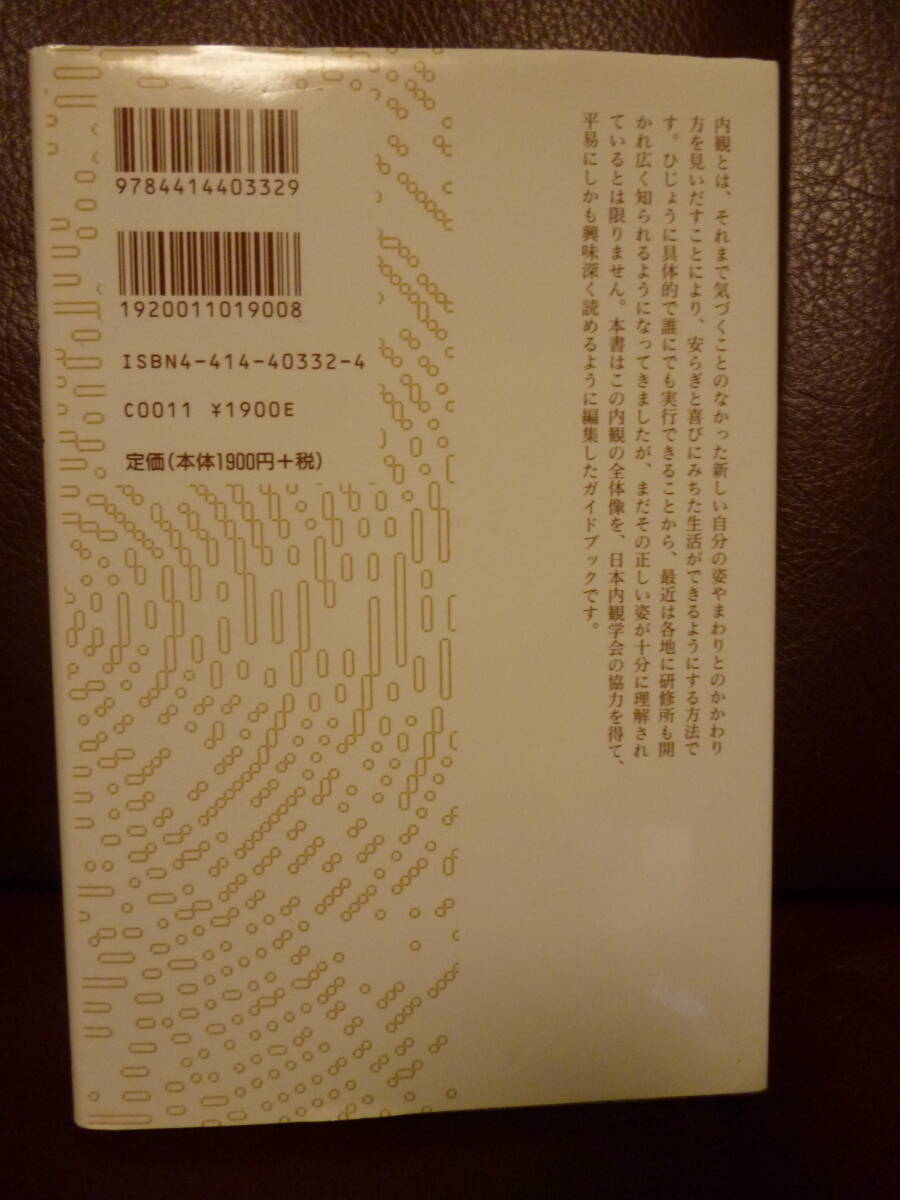 内観とは、それまで気づくことのなかった新しい自分の姿やまわりとのかかわり
方を見いだすことにより、安らぎと喜びにみちた生活ができるようにする方法で
す。ひじょうに具体的で誰にでも実行できることから、最近は各地に研修所も開
かれ広く知られるようになってきましたが、まだその正しい姿が十分に理解され
ているとは限りません。本書はこの内観の全体像を、日本内観学会の協力を得て、
平易にしかも興味深く読めるように編集したガイドブックです。
9784414403329
1920011019008
ISBN4-414-40332-4
C0011 ¥1900E
定価(本体1900円+税)